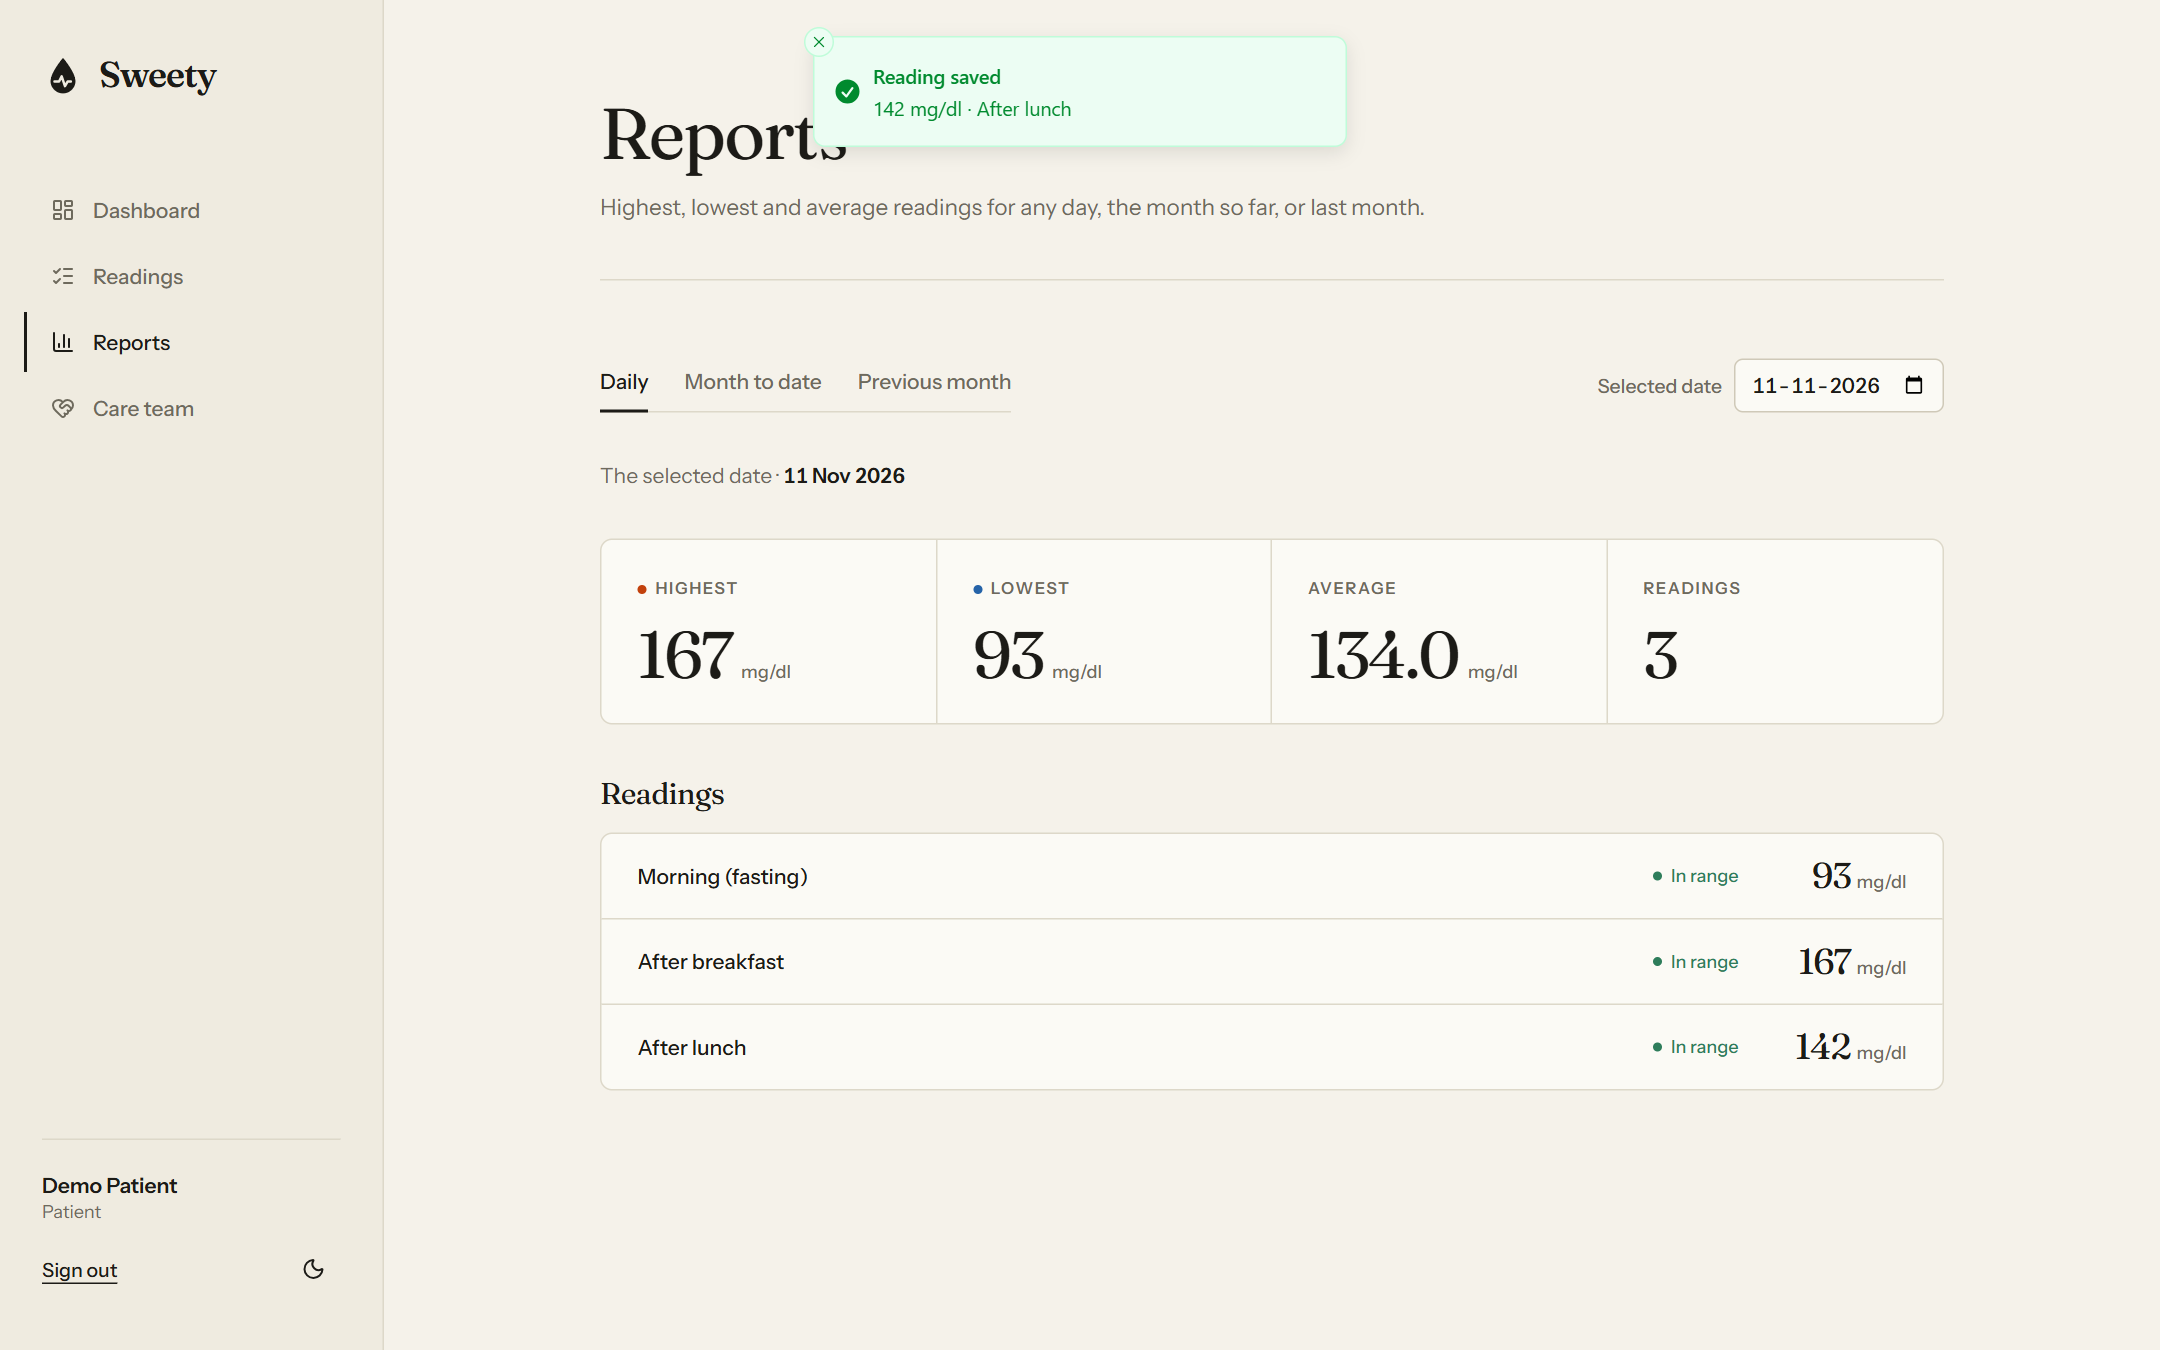 Sweety
Dashboard
Readings
Reports
Care team
Demo Patient
Patient
Sign out
Reading saved
142 mg/dl · After lunch
Reports
Highest, lowest and average readings for any day, the month so far, or last month.
Daily Month to date Previous month
Selected date 11-11-2026
The selected date · 11 Nov 2026
HIGHEST
167 mg/dl
LOWEST
93 mg/dl
AVERAGE
134.0 mg/dl
READINGS
3
Readings
Morning (fasting) In range 93 mg/dl
After breakfast In range 167 mg/dl
After lunch In range 142 mg/dl